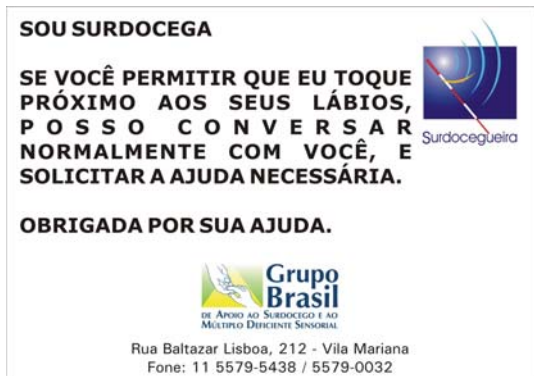 SOU SURDOCEGA
SE VOCÊ PERMITIR QUE EU TOQUE
PRÓXIMO AOS SEUS LÁBIOS,
POSSO CONVERSAR
NORMALMENTE COM VOCÊ, E
SOLICITAR A AJUDA NECESSÁRIA.
OBRIGADA POR SUA AJUDA.
Surdocegueira
Grupo
Brasil
DE APOIO AO SURDOCEGO E AO
MÚLTIPLO DEFICIENTE SENSORIAL
Rua Baltazar Lisboa, 212 - Vila Mariana
Fone: 11 5579-5438 / 5579-0032